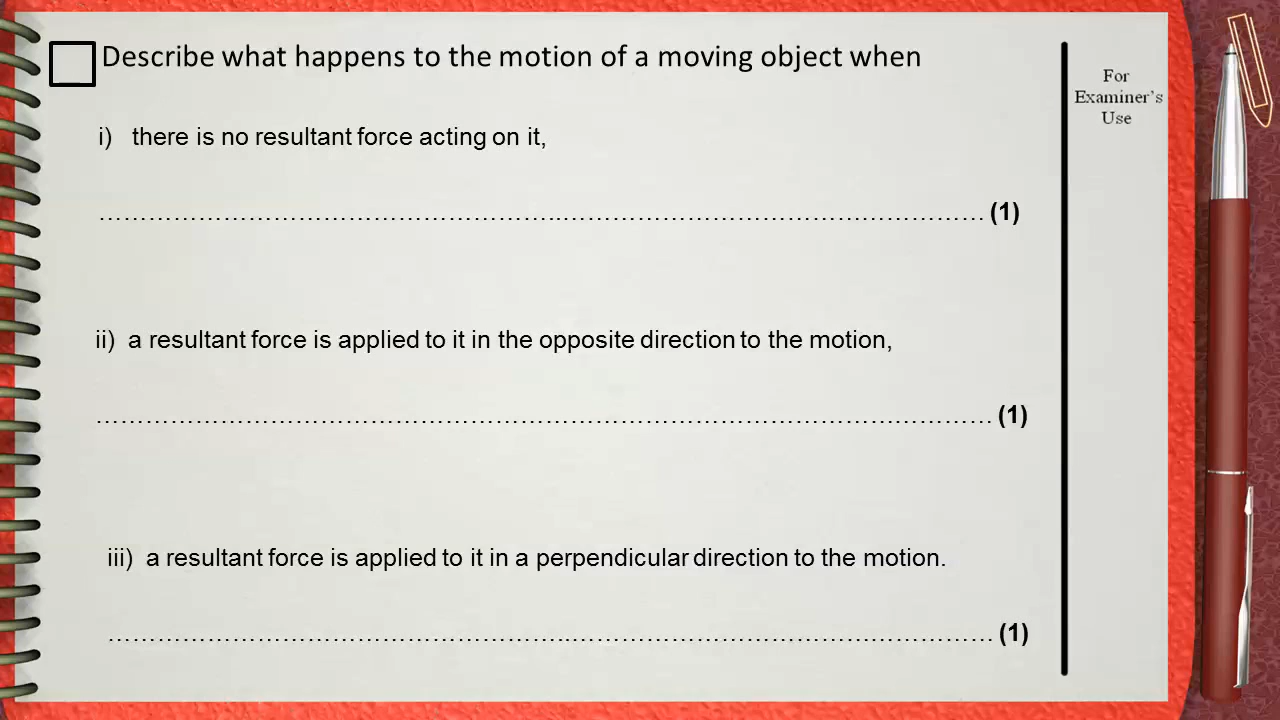 Describe what happens to the motion of a moving object when
For
Examiner's
Use
i) there is no resultant force acting on it,
........................................................................................................ (1)
ii) a resultant force is applied to it in the opposite direction to the motion,
........................................................................................................ (1)
iii) a resultant force is applied to it in a perpendicular direction to the motion.
........................................................................................................ (1)